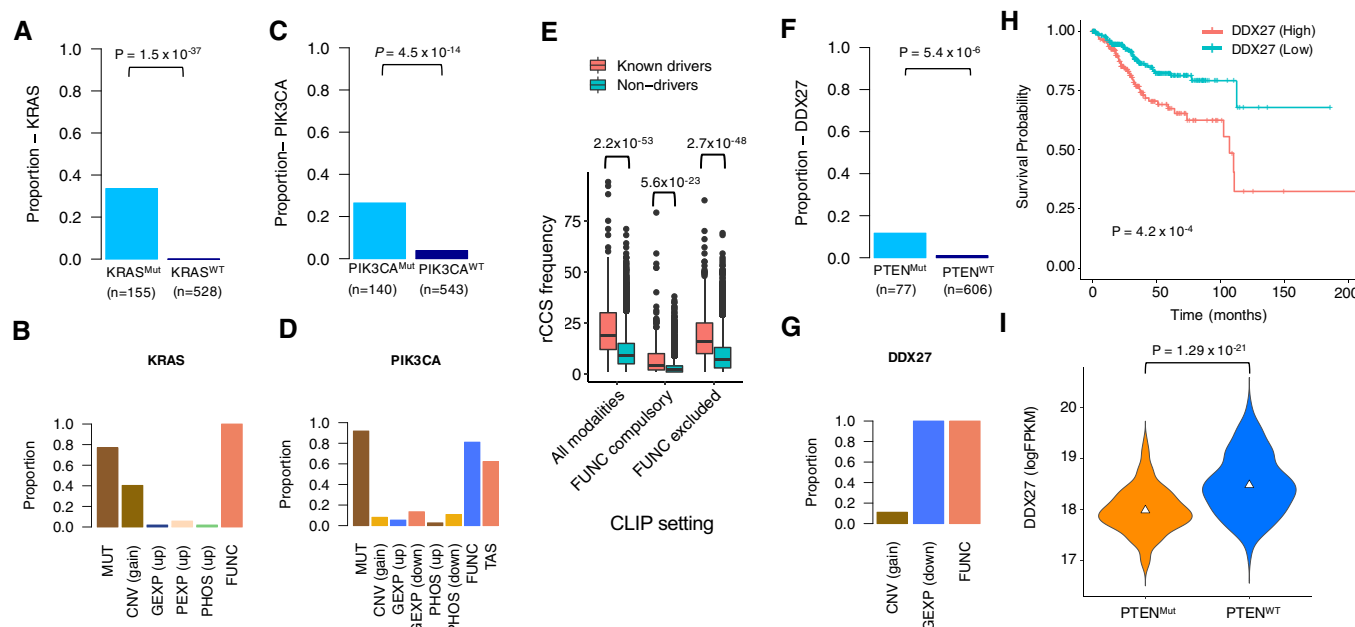 A
P = 1.5 x 10-37
Proportion – KRAS
1.0
0.8
0.6
0.4
0.2
0.0
KRASMut KRASWT
(n=155) (n=528)
B
KRAS
Proportion
1.0
0.8
0.6
0.4
0.2
0.0
MUT
CNV (gain)
GEXP (up)
PEXP (up)
PHOS (up)
FUNC
C
P = 4.5 x 10-14
Proportion– PIK3CA
1.0
0.8
0.6
0.4
0.2
0.0
PIK3CAMut PIK3CAWT
(n=140) (n=543)
D
PIK3CA
Proportion
1.0
0.8
0.6
0.4
0.2
0.0
MUT
CNV (gain)
GEXP (up)
GEXP (down)
PHOS (up)
PHOS (down)
FUNC
TAS
E
Known drivers
Non–drivers
2.2x10-53
5.6x10-23
2.7x10-48
rCCS frequency
75
50
25
0
All modalities
FUNC compulsory
FUNC excluded
CLIP setting
F
P = 5.4 x 10-6
Proportion – DDX27
1.0
0.8
0.6
0.4
0.2
0.0
PTENMut PTENWT
(n=77) (n=606)
G
DDX27
Proportion
1.0
0.8
0.6
0.4
0.2
0.0
CNV (gain)
GEXP (down)
FUNC
H
DDX27 (High)
DDX27 (Low)
Survival Probability
1.00
0.75
0.50
0.25
0.00
P = 4.2 x 10-4
0 50 100 150 200
Time (months)
I
P = 1.29 x 10-21
DDX27 (logFPKM)
20
19
18
17
PTENMut PTENWT